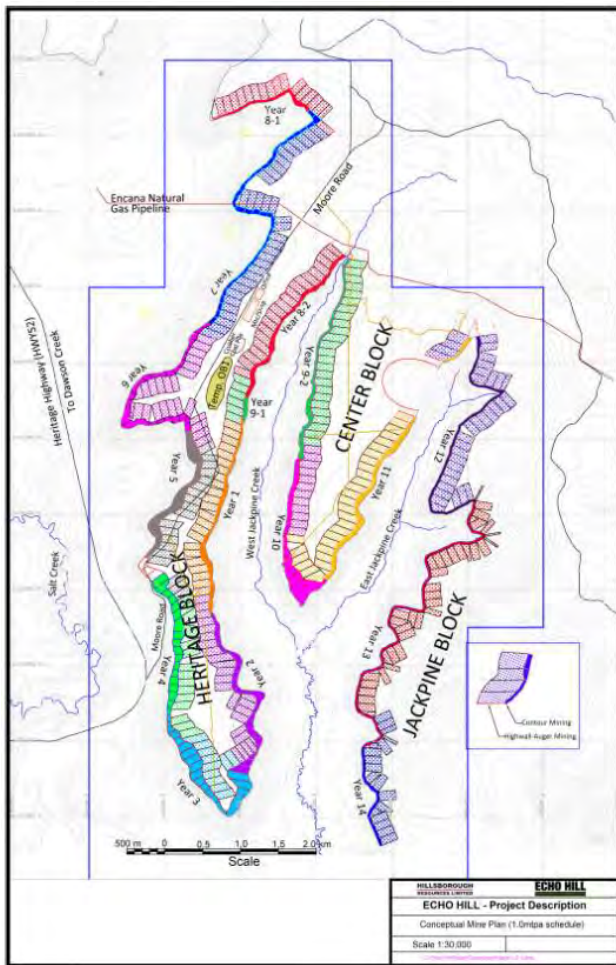 Year
8-1
Moore Road
Encana Natural
Gas Pipeline
Year 7
Year 8-2
Heritage Highway (HWY52)
To Dawson Creek
Year 6
Temp. OB
Year
9-1
Year 9-2
CENTER BLOCK
Year 12
Year 5
Year 1
West Jackpine Creek
Year 10
Year 11
East Jackpine Creek
Salt Creek
Moore Road
Year 4
HERITAGE BLOCK
Year 2
Year 13
JACKPINE BLOCK
Contour Mining
Highwall Auger Mining
Year 3
Year 14
500 m 0 0.5 1.0 1.5 2.0 km
Scale
HILLSBOROUGH
RESOURCES LIMITED
ECHO HILL
ECHO HILL - Project Description
Conceptual Mine Plan (1.0mtpa schedule)
Scale 1:30,000